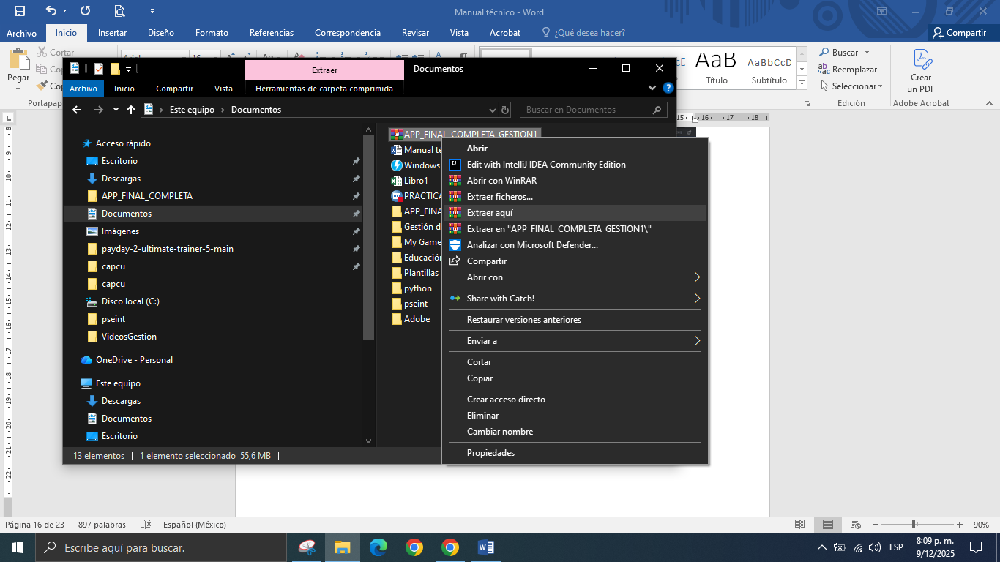 Manual técnico - Word
Archivo Inicio Insertar Diseño Formato Referencias Correspondencia Revisar Vista Acrobat ¿Qué desea hacer? Compartir
Pegar
Cortar
Portapap
Título
Subtítulo
AaB AaBbCcD
Buscar
Reemplazar
Seleccionar
Edición
Crear
un PDF
Adobe Acrobat
Extraer Documentos
Archivo Inicio Compartir Vista Herramientas de carpeta comprimida
Este equipo Documentos Buscar en Documentos
15 16 17 18
Acceso rápido
Escritorio
Descargas
APP_FINAL_COMPLETA
Documentos
Imágenes
payday-2-ultimate-trainer-5-main
capcu
capcu
Disco local (C:)
pseint
VideosGestion
OneDrive - Personal
Este equipo
Descargas
Documentos
Escritorio
APP_FINAL_COMPLETA_GESTION1
Manual té
Windows
Libro1
PRACTICA
APP_FINA
Gestión d
My Game
Educación
Plantillas
python
pseint
Adobe
Abrir
Edit with IntelliJ IDEA Community Edition
Abrir con WinRAR
Extraer ficheros...
Extraer aquí
Extraer en "APP_FINAL_COMPLETA_GESTION1\"
Analizar con Microsoft Defender...
Compartir
Abrir con
Share with Catch!
Restaurar versiones anteriores
Enviar a
Cortar
Copiar
Crear acceso directo
Eliminar
Cambiar nombre
Propiedades
13 elementos 1 elemento seleccionado 55,6 MB
Página 16 de 23 897 palabras Español (México) 90%
Escribe aquí para buscar.
ESP
8:09 p. m.
9/12/2025